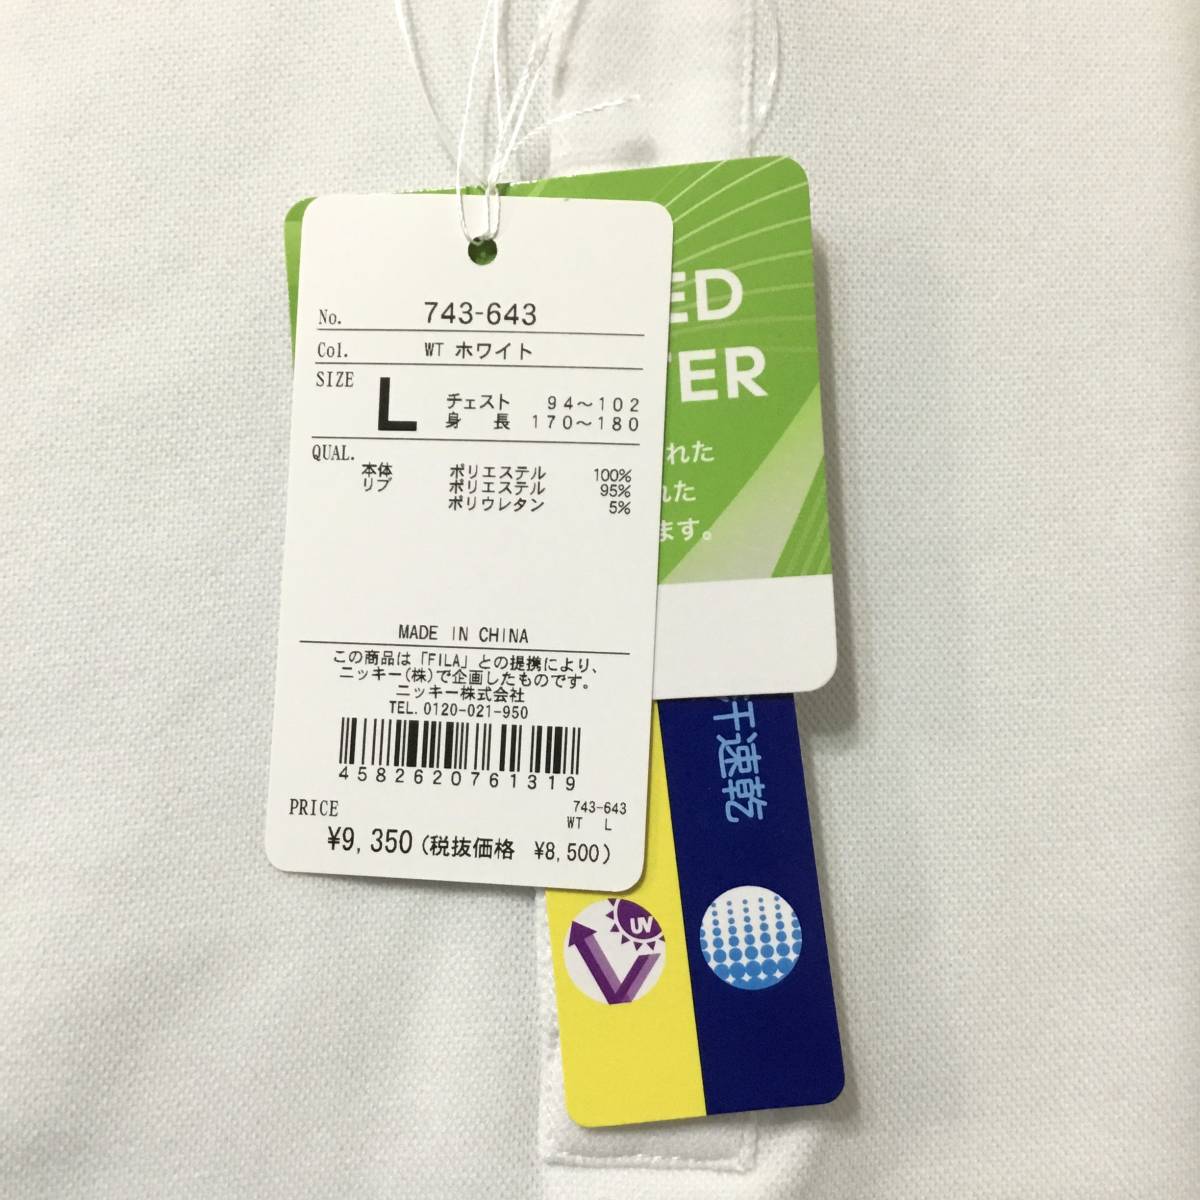 No. 743-643
Col. WT ホワイト
SIZE L チェスト 94～102
身長 170～180
QUAL.
本体 ポリエステル 100%
リブ ポリエステル 95%
ポリウレタン 5%
MADE IN CHINA
この商品は「FILA」との提携により、
ニッキー(株)で企画したものです。
ニッキー株式会社
TEL. 0120-021-950
4582620761319
PRICE 743-643
WT L
¥9,350 (税抜価格 ¥8,500)
ED
TER
れた
れた
ます。
汗速乾
UV